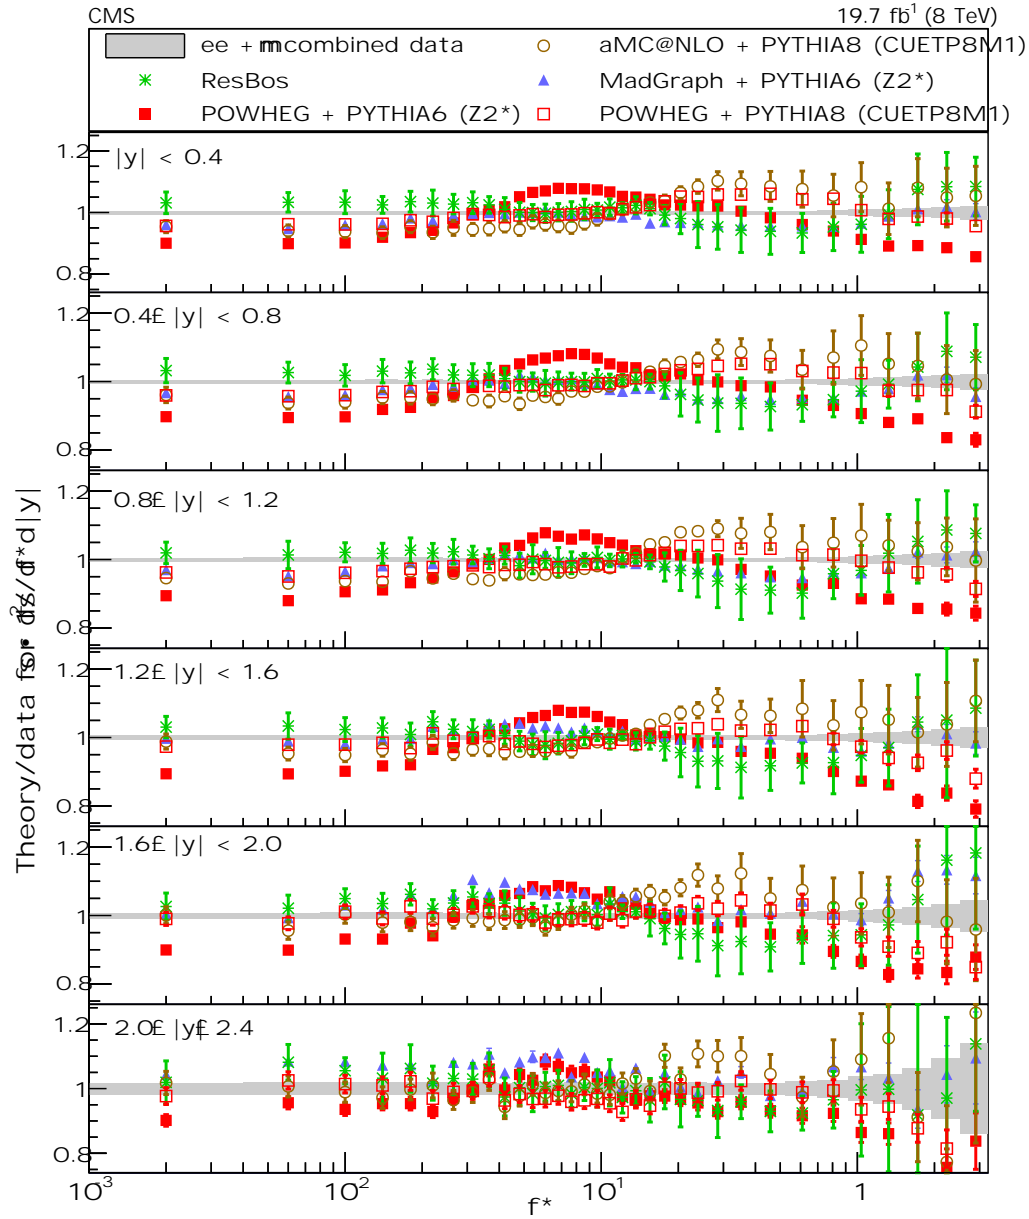 CMS 19.7 fb-1 (8 TeV)
ee + mm combined data aMC@NLO + PYTHIA8 (CUETP8M1)
ResBos MadGraph + PYTHIA6 (Z2*)
POWHEG + PYTHIA6 (Z2*) POWHEG + PYTHIA8 (CUETP8M1)
1.2
|y| < 0.4
1
0.8
1.2
0.4£ |y| < 0.8
1
0.8
1.2
0.8£ |y| < 1.2
1
0.8
1.2
1.2£ |y| < 1.6
1
0.8
1.2
1.6£ |y| < 2.0
1
0.8
1.2
2.0£ |y|£ 2.4
1
0.8
103 102 101 1
f*
Theory/data for